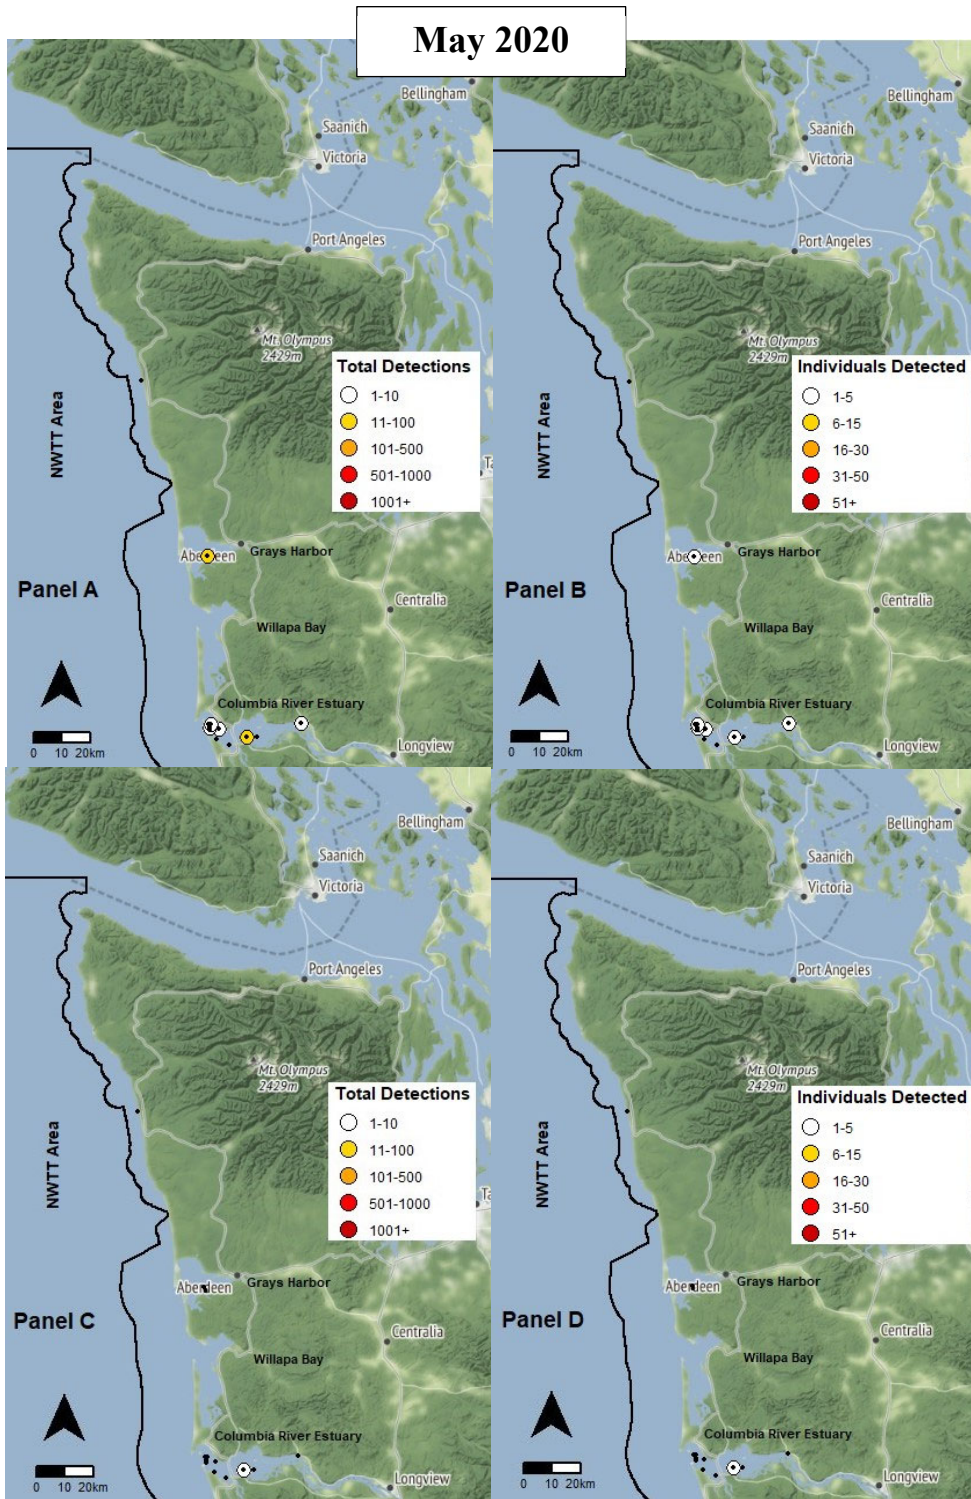 May 2020
Bellingham
Saanich
Victoria
Port Angeles
Mt. Olympus
2429m
Total Detections
1-10
11-100
101-500
501-1000
1001+
NWTT Area
Ta
Aberdeen
Grays Harbor
Panel A
Centralia
Willapa Bay
Columbia River Estuary
0 10 20km
Longview
Bellingham
Saanich
Victoria
Port Angeles
Mt. Olympus
2429m
Individuals Detected
1-5
6-15
16-30
31-50
51+
NWTT Area
Aberdeen
Grays Harbor
Panel B
Centralia
Willapa Bay
Columbia River Estuary
0 10 20km
Longview
Bellingham
Saanich
Victoria
Port Angeles
Mt. Olympus
2429m
Total Detections
1-10
11-100
101-500
501-1000
1001+
NWTT Area
Ta
Aberdeen
Grays Harbor
Panel C
Centralia
Willapa Bay
Columbia River Estuary
0 10 20km
Longview
Bellingham
Saanich
Victoria
Port Angeles
Mt. Olympus
2429m
Individuals Detected
1-5
6-15
16-30
31-50
51+
NWTT Area
Aberdeen
Grays Harbor
Panel D
Centralia
Willapa Bay
Columbia River Estuary
0 10 20km
Longview